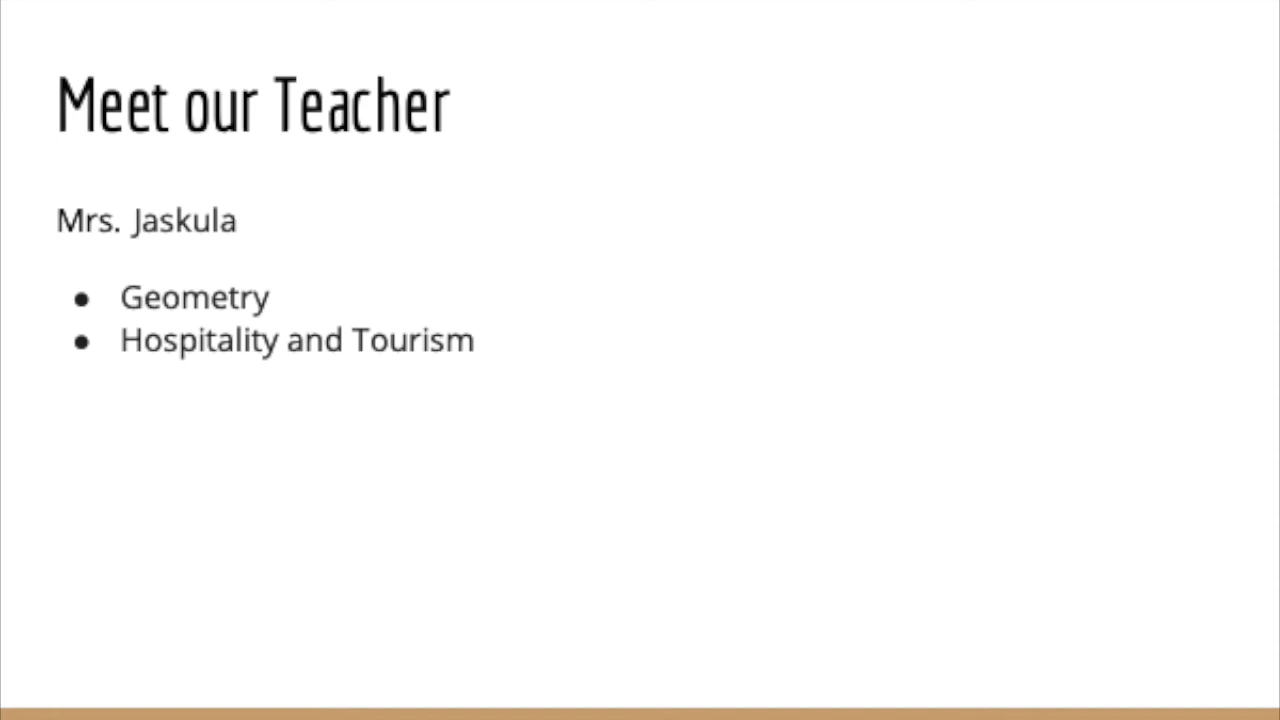 Meet our Teacher
Mrs. Jaskula
● Geometry
● Hospitality and Tourism